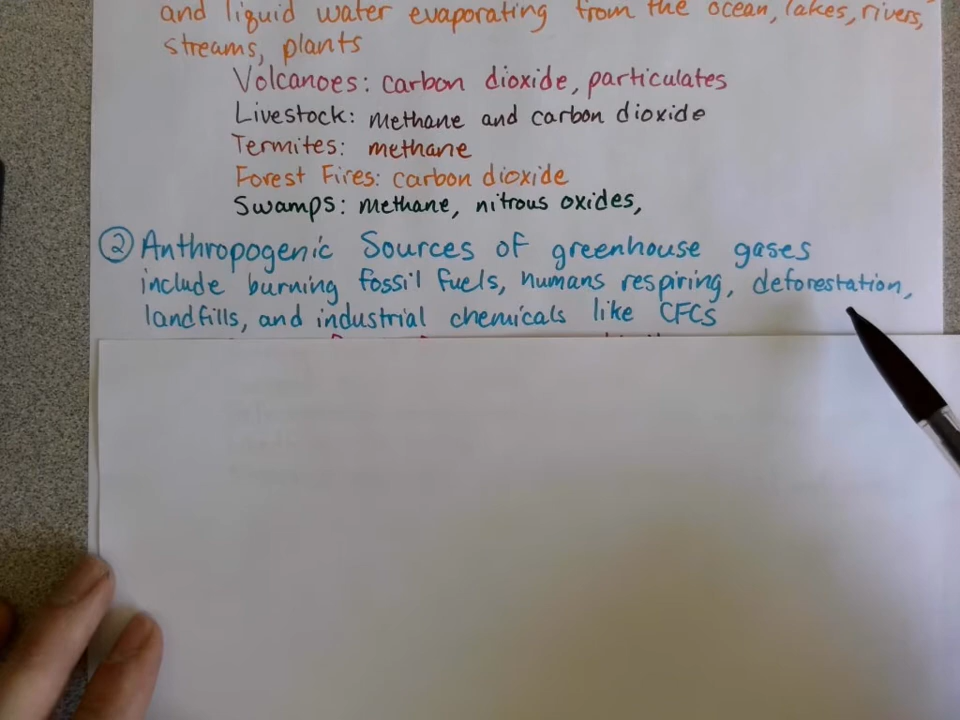 and liquid water evaporating from the ocean, lakes, rivers,
streams, plants
Volcanoes: carbon dioxide, particulates
Livestock: methane and carbon dioxide
Termites: methane
Forest Fires: carbon dioxide
Swamps: methane, nitrous oxides,
② Anthropogenic Sources of greenhouse gases
include burning fossil fuels, humans respiring, deforestation,
landfills, and industrial chemicals like CFCS